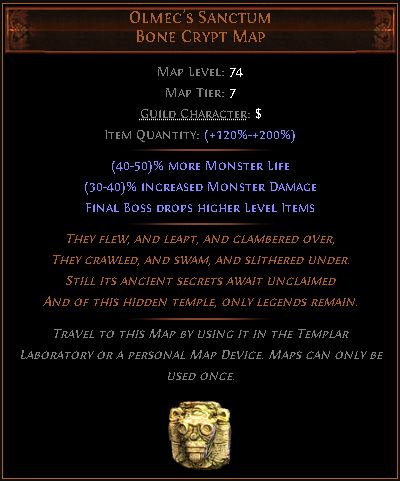 Olmec's Sanctum
Bone Crypt Map
Map Level: 74
Map Tier: 7
Guild Character: $
Item Quantity: (+120%-+200%)
(40-50)% more Monster Life
(30-40)% increased Monster Damage
Final Boss drops higher Level Items
They flew, and leapt, and clambered over,
They crawled, and swam, and slithered under.
Still its ancient secrets await unclaimed
And of this hidden temple, only legends remain.
Travel to this Map by using it in the Templar
Laboratory or a personal Map Device. Maps can only be
used once.